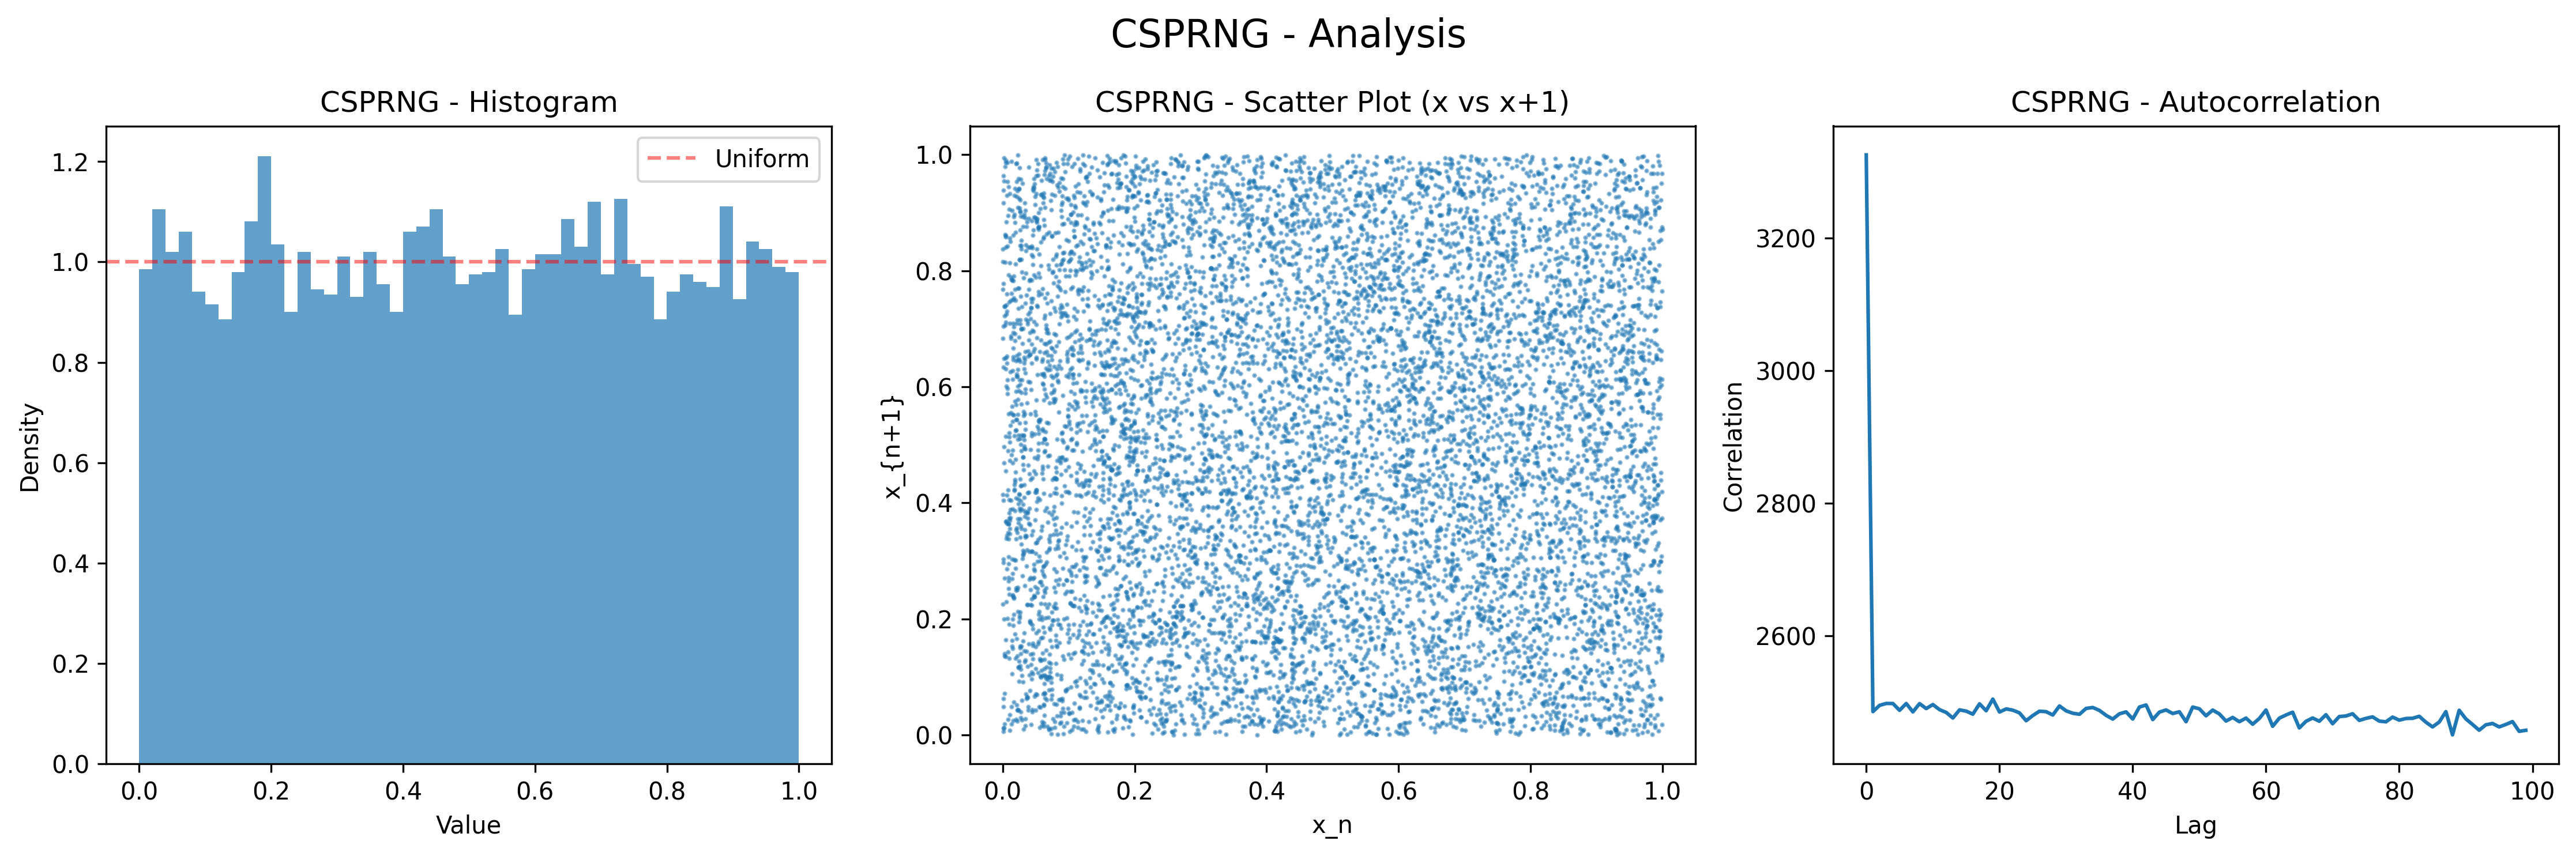 CSPRNG - Analysis
CSPRNG - Histogram
Density
1.2
1.0
0.8
0.6
0.4
0.2
0.0
0.0 0.2 0.4 0.6 0.8 1.0
Value
Uniform
CSPRNG - Scatter Plot (x vs x+1)
x_{n+1}
1.0
0.8
0.6
0.4
0.2
0.0
0.0 0.2 0.4 0.6 0.8 1.0
x_n
CSPRNG - Autocorrelation
Correlation
3200
3000
2800
2600
0 20 40 60 80 100
Lag